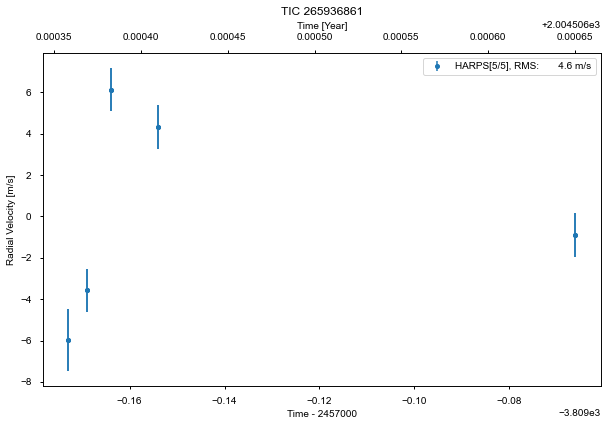 TIC 265936861
Time [Year]
+2.004506e3
0.00035 0.00040 0.00045 0.00050 0.00055 0.00060 0.00065
HARPS[5/5], RMS: 4.6 m/s
Radial Velocity [m/s]
6
4
2
0
−2
−4
−6
−8
−0.16 −0.14 −0.12 −0.10 −0.08
Time - 2457000
−3.809e3